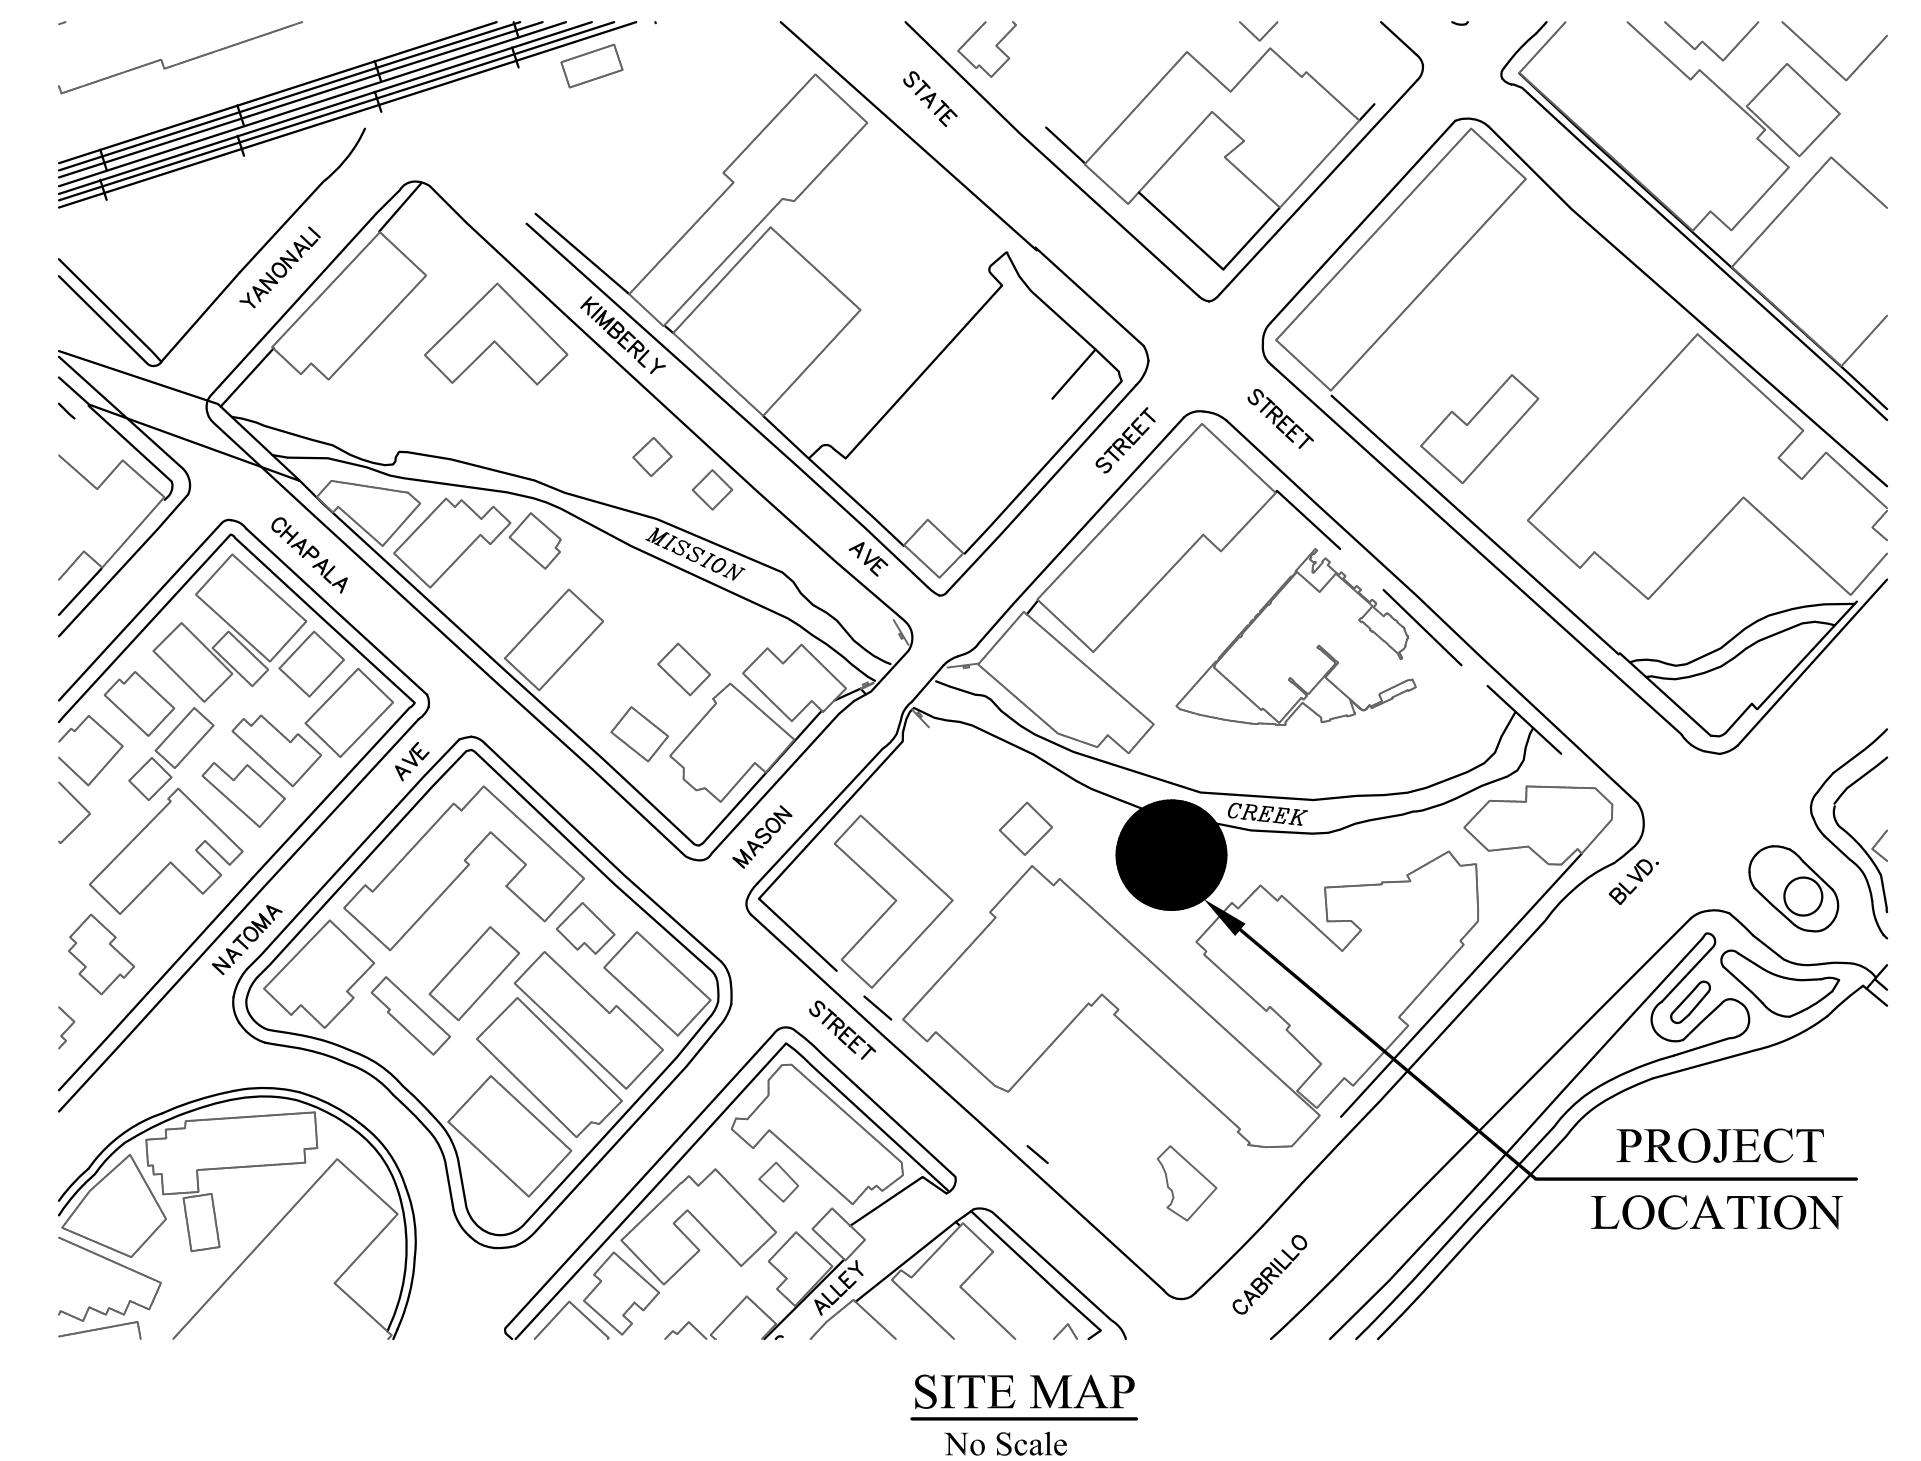 STATE
YANONALI
KIMBERLY
STREET
STREET
CHAPALA
MISSION
AVE
AVE
MASON
CREEK
BLVD.
NATOMA
STREET
PROJECT
LOCATION
ALLEY
CABRILLO
SITE MAP
No Scale